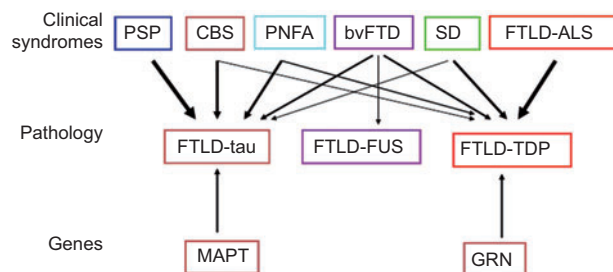 Clinical
syndromes
PSP CBS PNFA bvFTD SD FTLD-ALS
Pathology
FTLD-tau FTLD-FUS FTLD-TDP
Genes
MAPT GRN